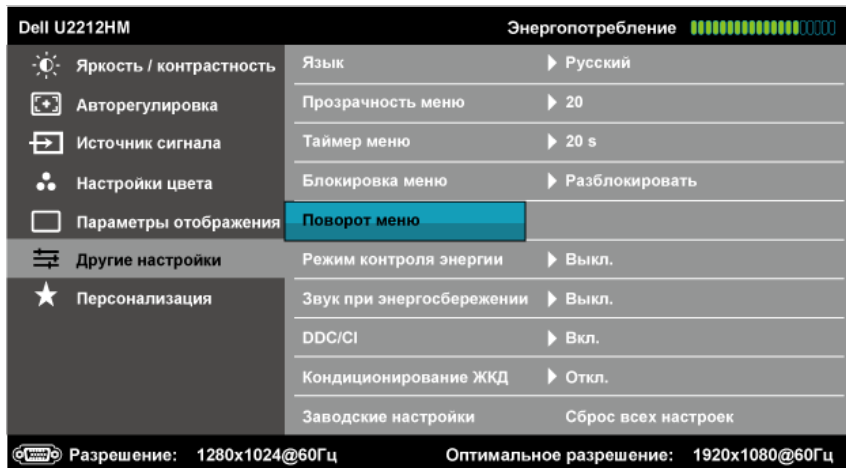 Dell U2212HM Энергопотребление
Яркость / контрастность
Авторегулировка
Источник сигнала
Настройки цвета
Параметры отображения
Другие настройки
Персонализация
Язык Русский
Прозрачность меню 20
Таймер меню 20 s
Блокировка меню Разблокировать
Поворот меню
Режим контроля энергии Выкл.
Звук при энергосбережении Выкл.
DDC/CI Вкл.
Кондиционирование ЖКД Откл.
Заводские настройки Сброс всех настроек
Разрешение: 1280x1024@60Гц Оптимальное разрешение: 1920x1080@60Гц